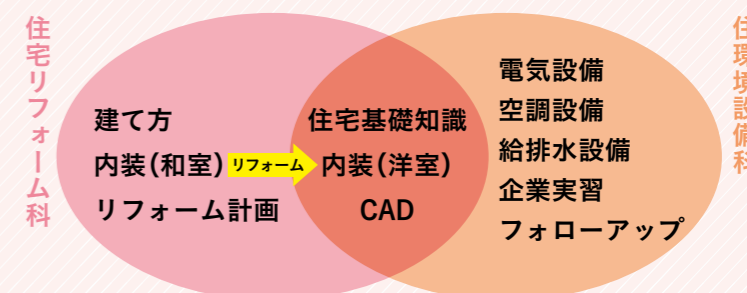 住宅リフォーム科
建て方
内装(和室)
リフォーム計画
リフォーム
住宅基礎知識
内装(洋室)
CAD
電気設備
空調設備
給排水設備
企業実習
フォローアップ
住環境設備科